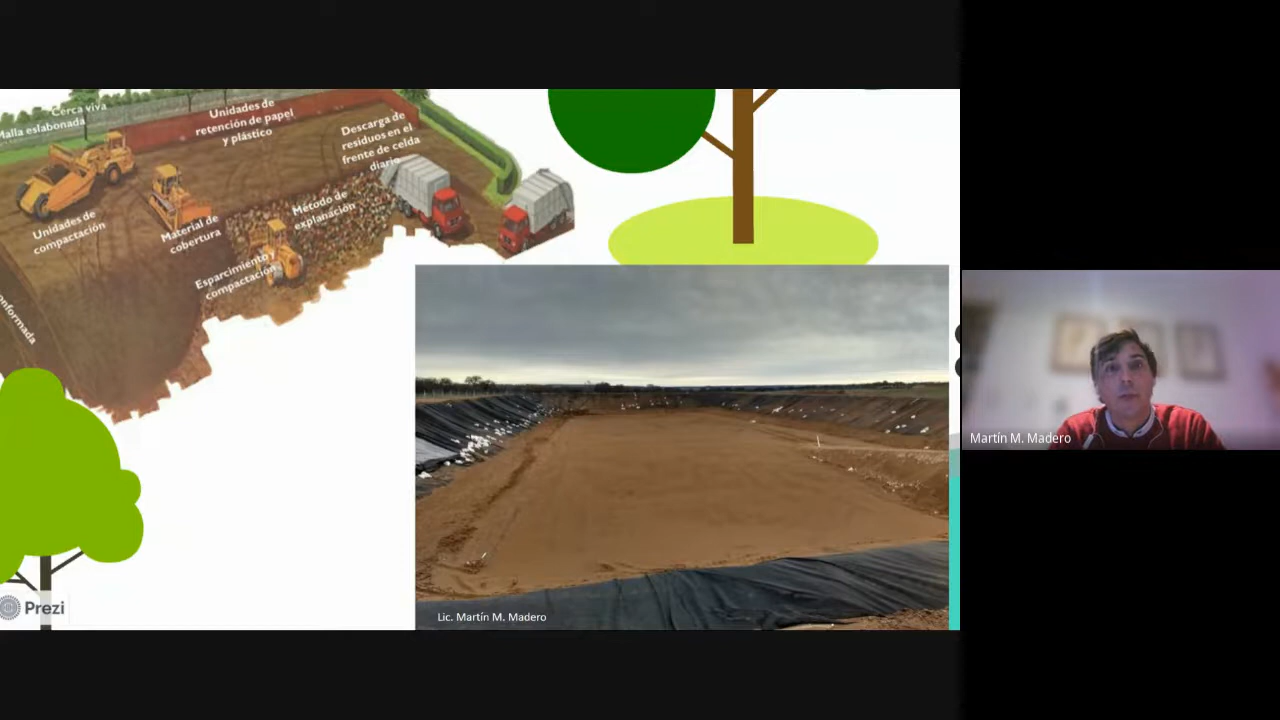 Cerca viva
Malla eslabonada
Unidades de
retención de papel
y plástico
Descarga de
residuos en el
frente de celda
diario
Unidades de
compactación
Material de
cobertura
Método de
explanación
Esparcimiento y
compactación
onformada
Prezi
Lic. Martín M. Madero
Martín M. Madero